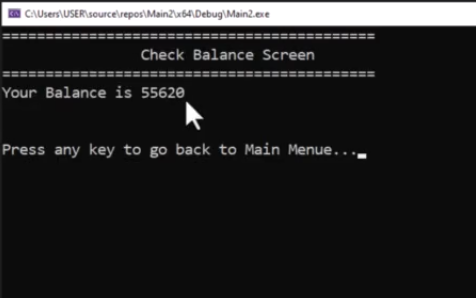 C:\Users\USER\source\repos\Main2\x64\Debug\Main2.exe
===========================================
Check Balance Screen
===========================================
Your Balance is 55620
Press any key to go back to Main Menue...